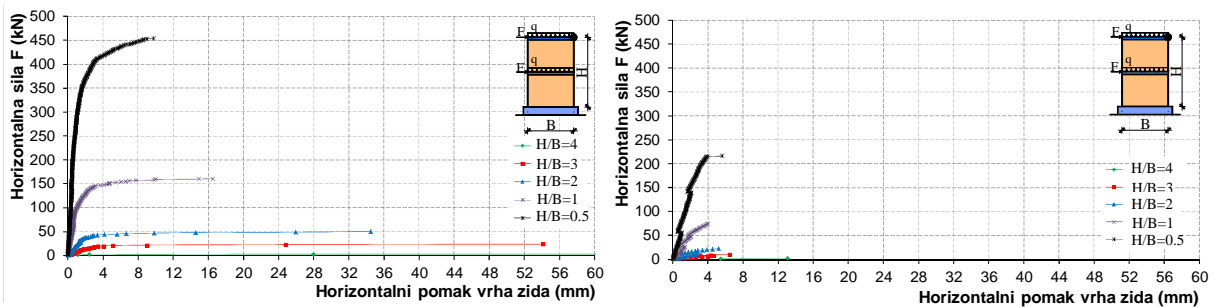 Horizontalna sila F (kN)
500
450
400
350
300
250
200
150
100
50
0
0 4 8 12 16 20 24 28 32 36 40 44 48 52 56 60
Horizontalni pomak vrha zida (mm)
F q
F q
H
B
H/B=4
H/B=3
H/B=2
H/B=1
H/B=0.5
Horizontalna sila F (kN)
500
450
400
350
300
250
200
150
100
50
0
0 4 8 12 16 20 24 28 32 36 40 44 48 52 56 60
Horizontalni pomak vrha zida (mm)
F q
F q
H
B
H/B=4
H/B=3
H/B=2
H/B=1
H/B=0.5